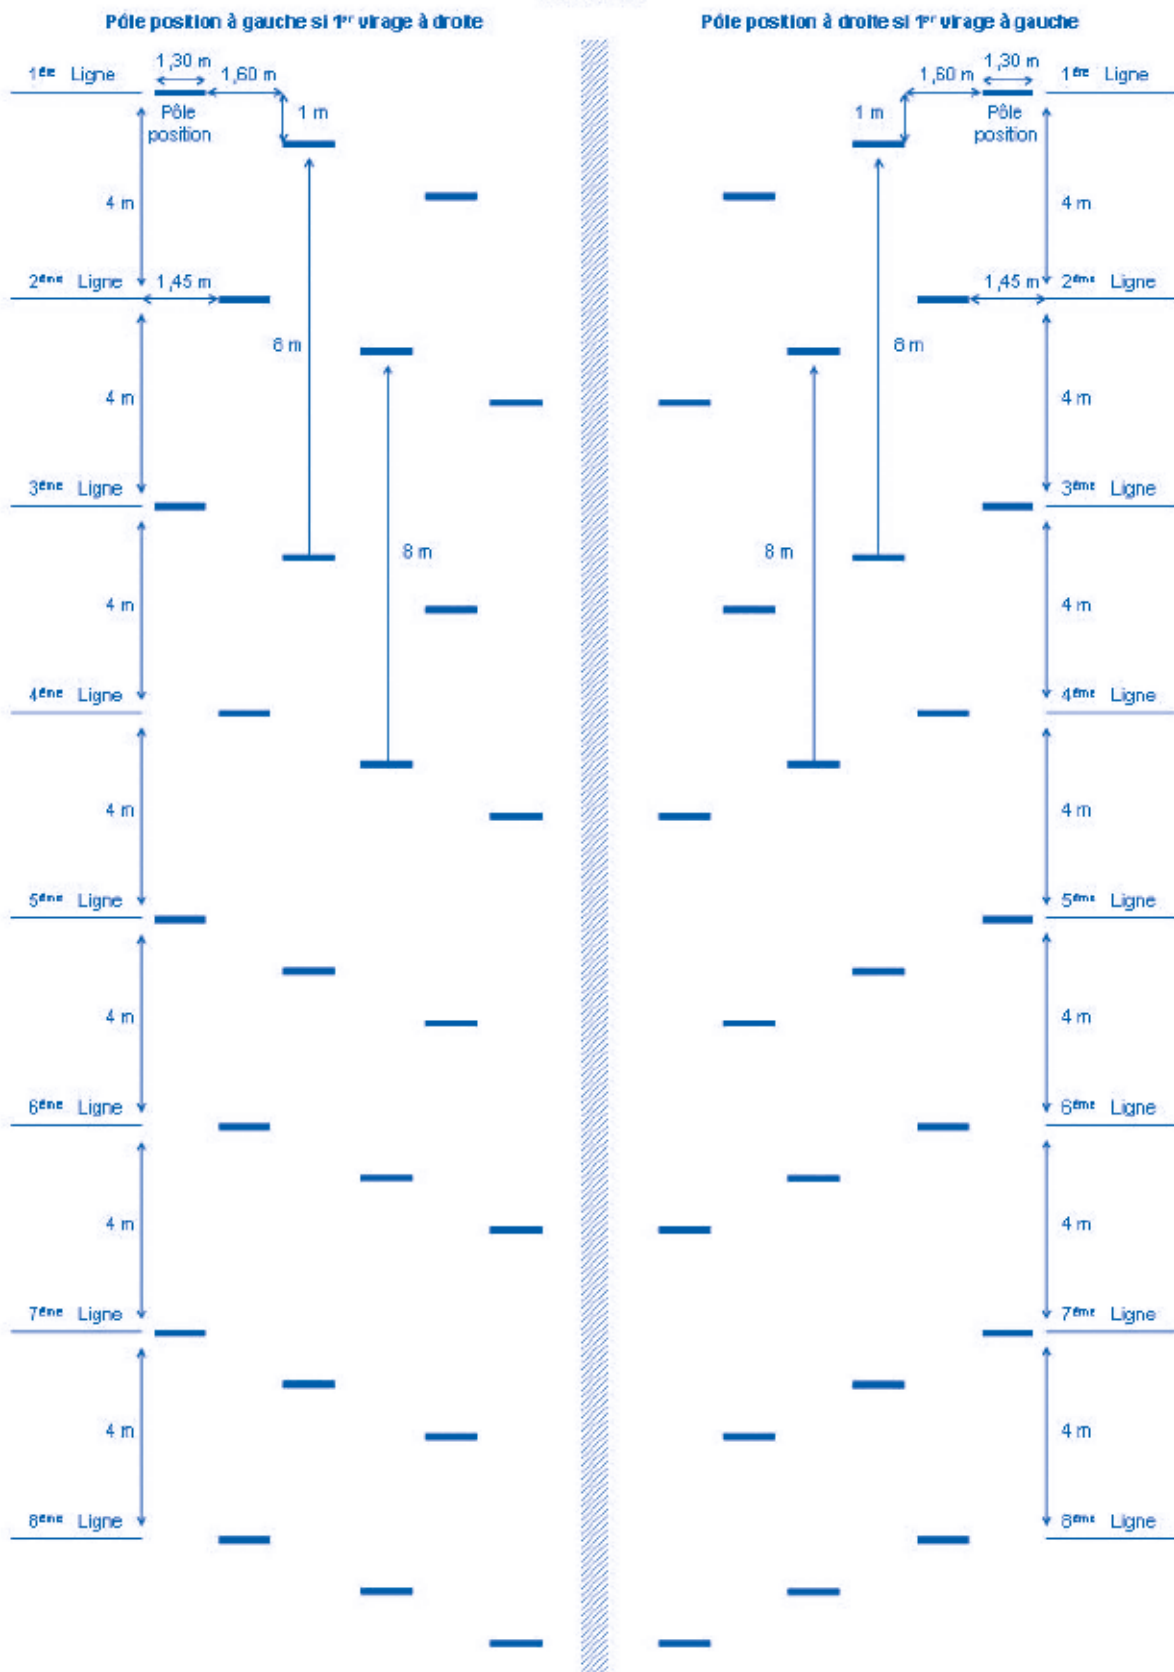 Pôle position à gauche si 1er virage à droite
Pôle position à droite si 1er virage à gauche
1ère Ligne
1,30 m
1,60 m
1 m
Pôle
position
1,30 m
1,60 m
1 m
Pôle
position
1ère Ligne
4 m
4 m
2ème Ligne
1,45 m
1,45 m
2ème Ligne
8 m
8 m
4 m
4 m
3ème Ligne
3ème Ligne
8 m
8 m
4 m
4 m
4ème Ligne
4ème Ligne
4 m
4 m
5ème Ligne
5ème Ligne
4 m
4 m
6ème Ligne
6ème Ligne
4 m
4 m
7ème Ligne
7ème Ligne
4 m
4 m
8ème Ligne
8ème Ligne